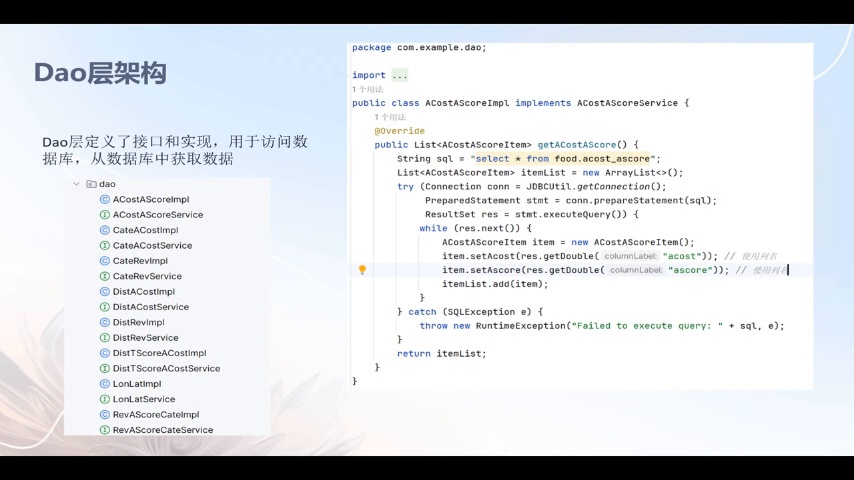 Dao层架构
Dao层定义了接口和实现，用于访问数
据库，从数据库中获取数据
dao
ACostAScoreImpl
ACostAScoreService
CateACostImpl
CateACostService
CateRevImpl
CateRevService
DistACostImpl
DistACostService
DistRevImpl
DistRevService
DistTScoreACostImpl
DistTScoreACostService
LonLatImpl
LonLatService
RevAScoreCateImpl
RevAScoreCateService
package com.example.dao;
import ...
1个用法
public class ACostAScoreImpl implements ACostAScoreService {
1个用法
@Override
public List<ACostAScoreItem> getACostAScore() {
String sql = "select * from food.acost_ascore";
List<ACostAScoreItem> itemList = new ArrayList<>();
try (Connection conn = JDBCUtil.getConnection();
PreparedStatement stmt = conn.prepareStatement(sql);
ResultSet res = stmt.executeQuery()) {
while (res.next()) {
ACostAScoreItem item = new ACostAScoreItem();
item.setAcost(res.getDouble( columnLabel: "acost")); // 使用列名
item.setAscore(res.getDouble( columnLabel: "ascore")); // 使用列名
itemList.add(item);
}
} catch (SQLException e) {
throw new RuntimeException("Failed to execute query: " + sql, e);
}
return itemList;
}
}